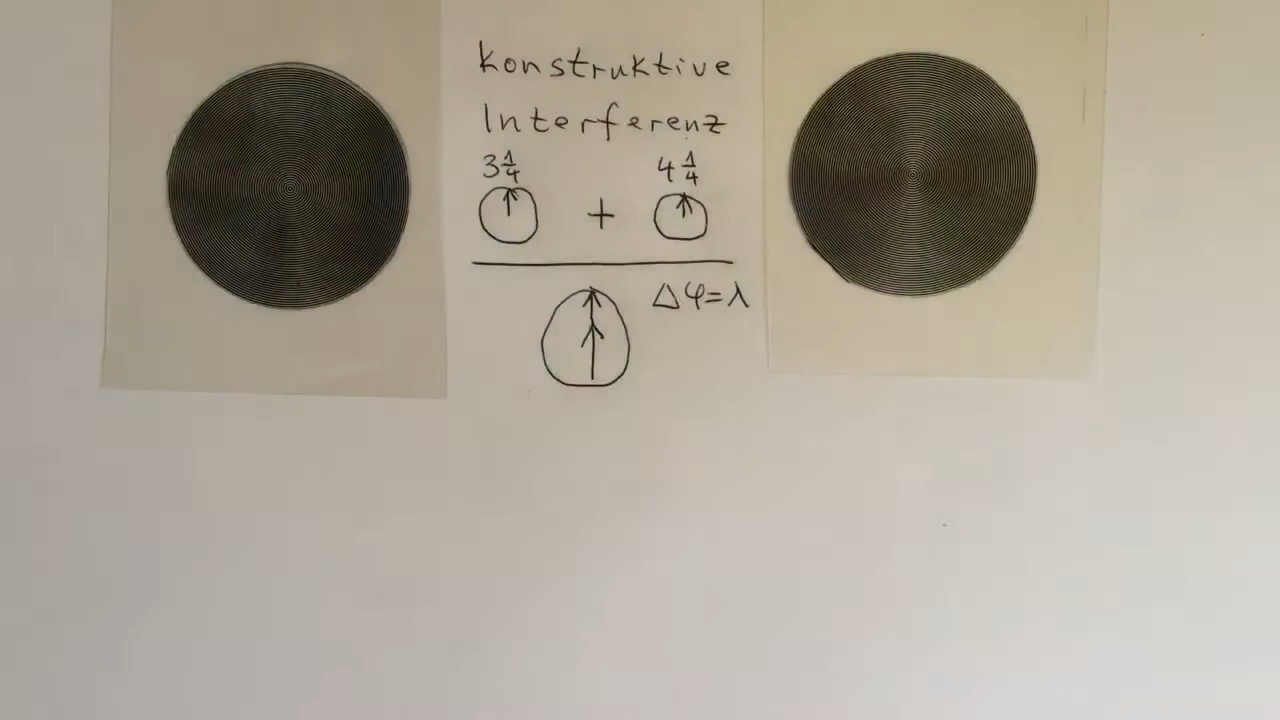 Konstruktive
Interferenz
3 1/4 4 1/4
+
Δφ=λ